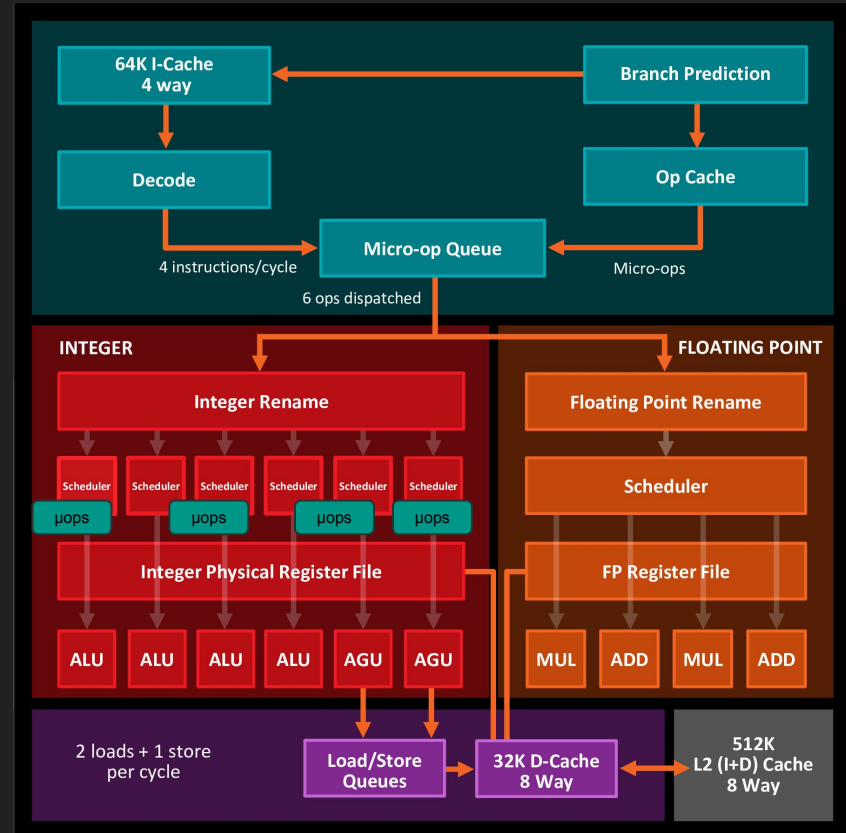 64K I-Cache
4 way
Branch Prediction
Decode
Op Cache
Micro-op Queue
4 instructions/cycle
Micro-ops
6 ops dispatched
INTEGER
FLOATING POINT
Integer Rename
Floating Point Rename
Scheduler
Scheduler
Scheduler
Scheduler
Scheduler
Scheduler
Scheduler
μops
μops
μops
μops
Integer Physical Register File
FP Register File
ALU
ALU
ALU
ALU
AGU
AGU
MUL
ADD
MUL
ADD
2 loads + 1 store
per cycle
Load/Store
Queues
32K D-Cache
8 Way
512K
L2 (I+D) Cache
8 Way